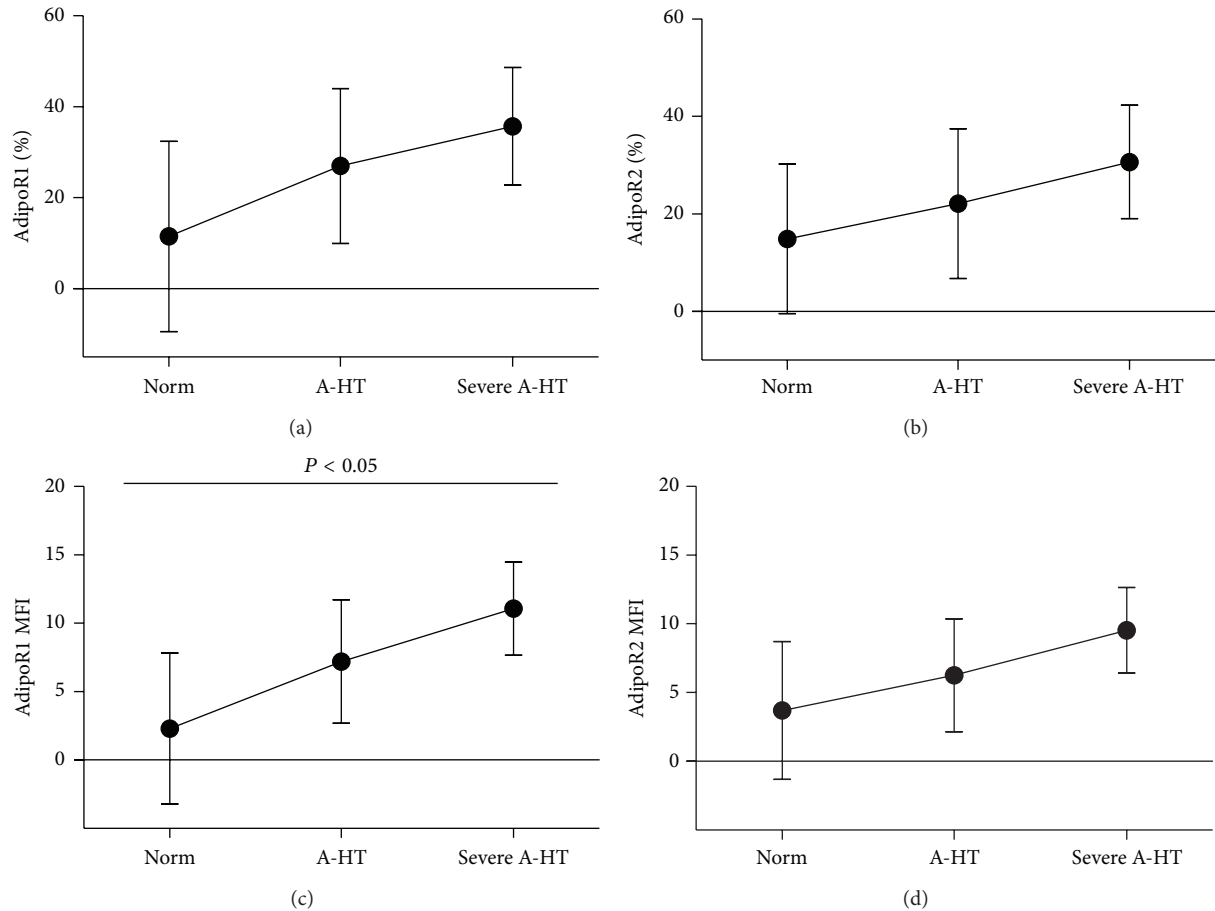 60
40
20
0
AdipoR1 (%)
Norm
A-HT
Severe A-HT
(a)
60
40
20
0
AdipoR2 (%)
Norm
A-HT
Severe A-HT
(b)
P < 0.05
20
15
10
5
0
AdipoR1 MFI
Norm
A-HT
Severe A-HT
(c)
20
15
10
5
0
AdipoR2 MFI
Norm
A-HT
Severe A-HT
(d)